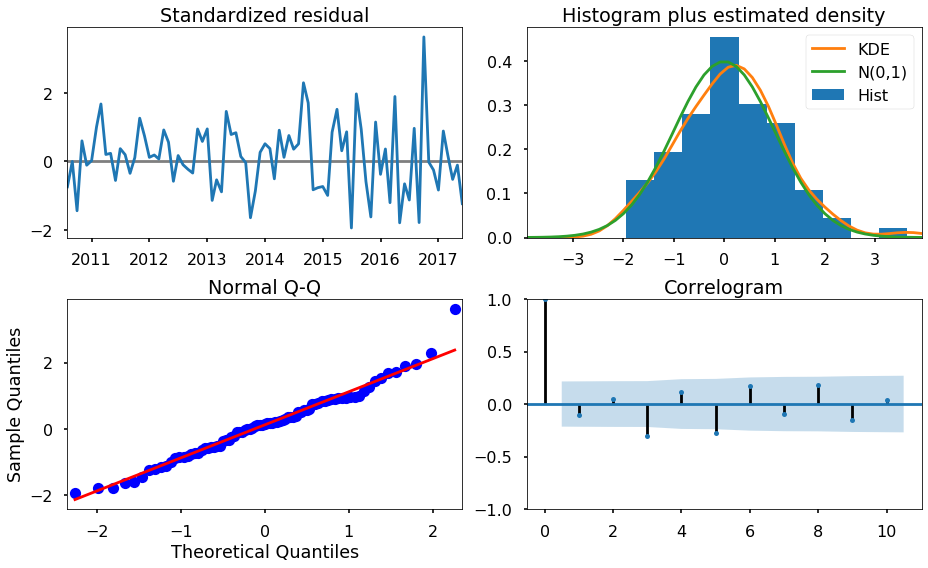 Standardized residual
2
0
−2
2011 2012 2013 2014 2015 2016 2017
Histogram plus estimated density
0.4
0.3
0.2
0.1
0.0
−3 −2 −1 0 1 2 3
KDE
N(0,1)
Hist
Normal Q-Q
Sample Quantiles
2
0
−2
−2 −1 0 1 2
Theoretical Quantiles
Correlogram
1.0
0.5
0.0
−0.5
−1.0
0 2 4 6 8 10